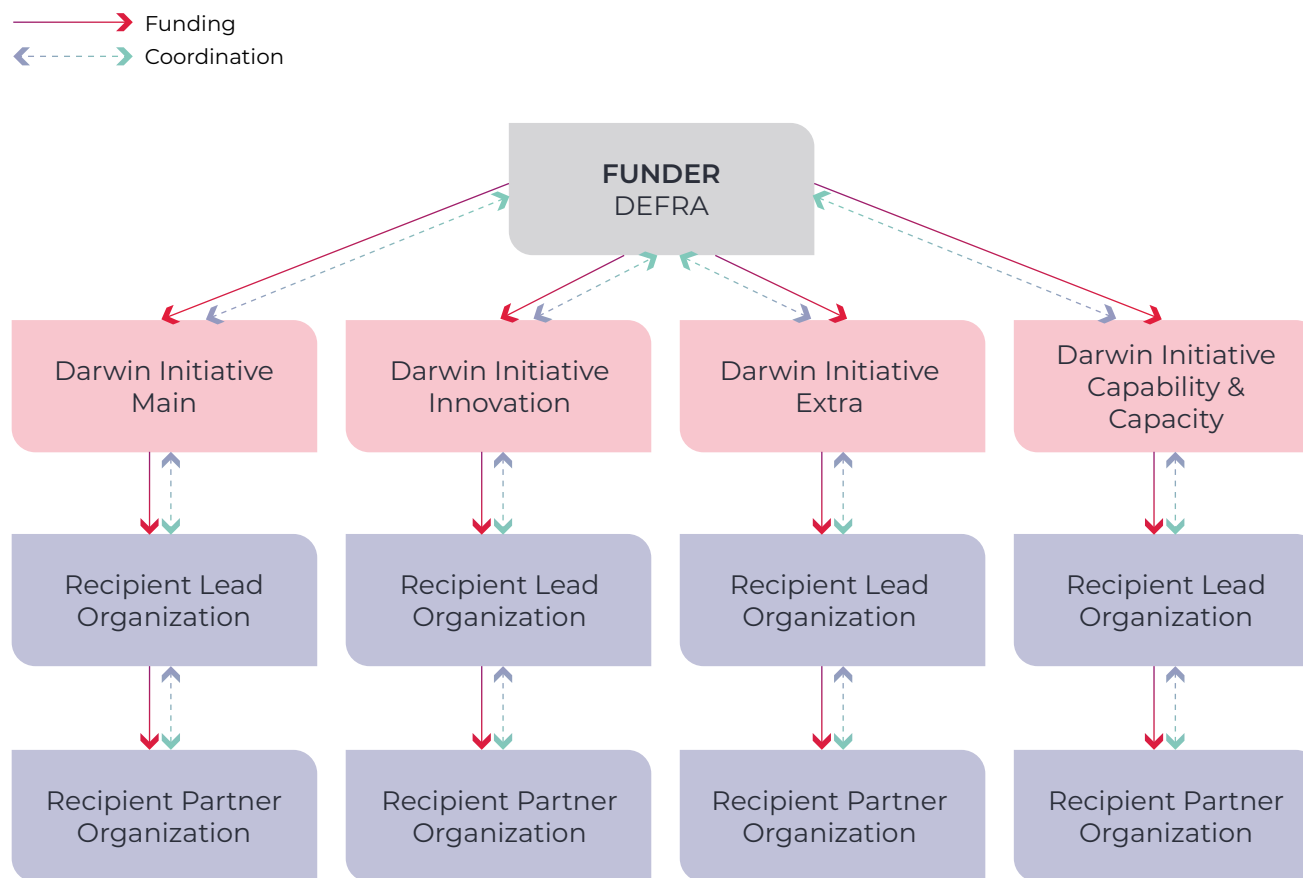 Funding
Coordination
FUNDER
DEFRA
Darwin Initiative
Main
Darwin Initiative
Innovation
Darwin Initiative
Extra
Darwin Initiative
Capability &
Capacity
Recipient Lead
Organization
Recipient Lead
Organization
Recipient Lead
Organization
Recipient Lead
Organization
Recipient Partner
Organization
Recipient Partner
Organization
Recipient Partner
Organization
Recipient Partner
Organization